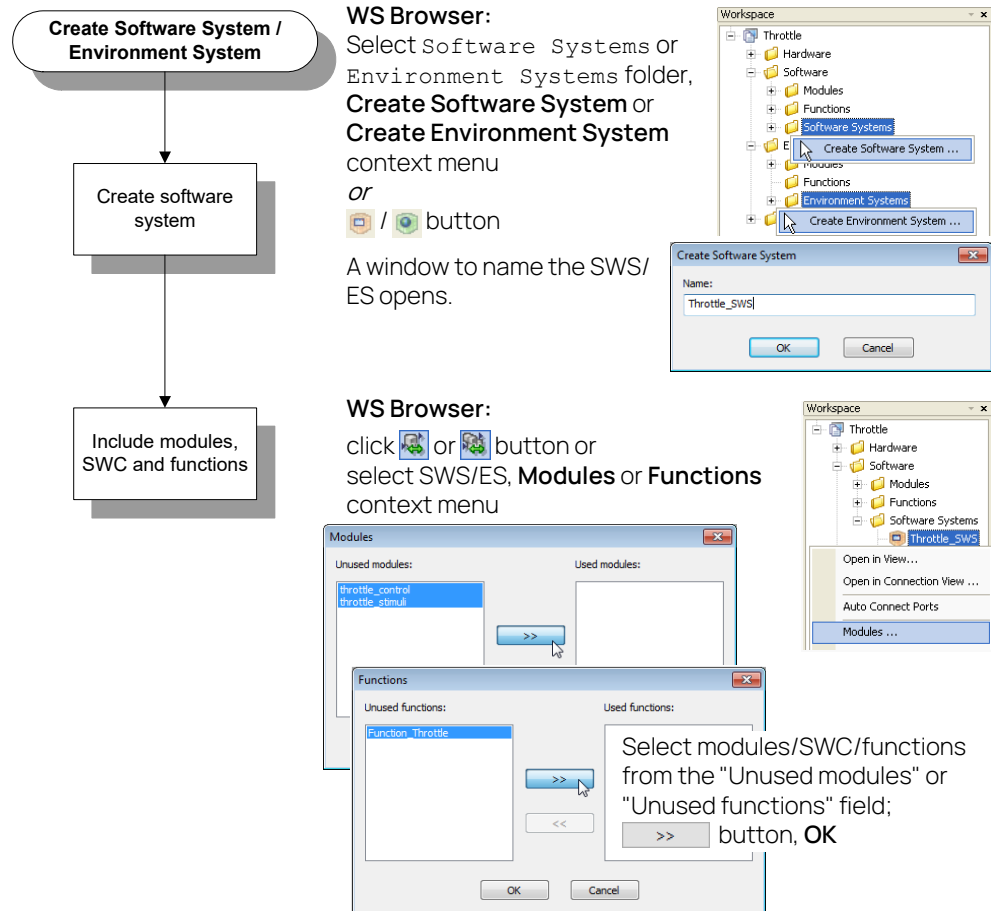 Create Software System /
Environment System
Create software
system
Include modules,
SWC and functions
WS Browser:
Select Software Systems or
Environment Systems folder,
Create Software System or
Create Environment System
context menu
or
/ button
A window to name the SWS/
ES opens.
Workspace
Throttle
Hardware
Software
Modules
Functions
Software Systems
E
Create Software System ...
Modules
Functions
Environment Systems
Create Environment System ...
Create Software System
Name:
Throttle_SWS
OK Cancel
WS Browser:
click or button or
select SWS/ES, Modules or Functions
context menu
Workspace
Throttle
Hardware
Software
Modules
Functions
Software Systems
Throttle_SWS
Open in View...
Open in Connection View ...
Auto Connect Ports
Modules ...
Modules
Unused modules: Used modules:
throttle_control
throttle_stimuli
>>
Functions
Unused functions: Used functions:
Function_Throttle
>>
<<
OK Cancel
Select modules/SWC/functions
from the "Unused modules" or
"Unused functions" field;
>> button, OK